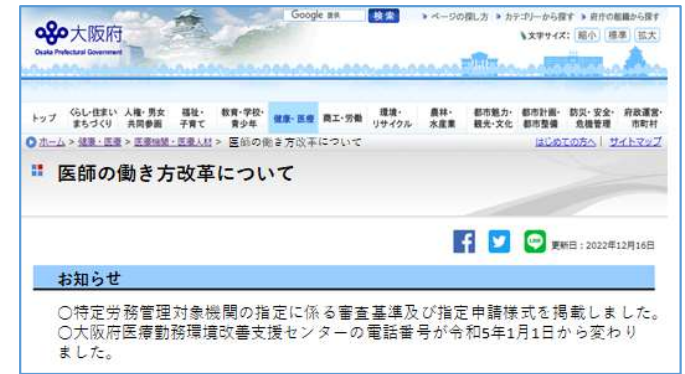 大阪府
Osaka Prefectural Government
Google 検索
検索
ページの探し方 カテゴリーから探す 府庁の組織から探す
文字サイズ： 縮小 標準 拡大
トップ
くらし・住まい まちづくり
人権・男女 共同参画
福祉・ 子育て
教育・学校・ 青少年
健康・医療
商工・労働
環境・ リサイクル
農林・ 水産業
都市魅力・ 観光・文化
都市計画・ 都市整備
防災・安全・ 危機管理
府政運営・ 市町村
ホーム > 健康・医療 > 医療機関・医療人材 > 医師の働き方改革について
はじめての方へ | サイトマップ
医師の働き方改革について
更新日：2022年12月16日
お知らせ
○特定労務管理対象機関の指定に係る審査基準及び指定申請様式を掲載しました。
○大阪府医療勤務環境改善支援センターの電話番号が令和5年1月1日から変わり
ました。